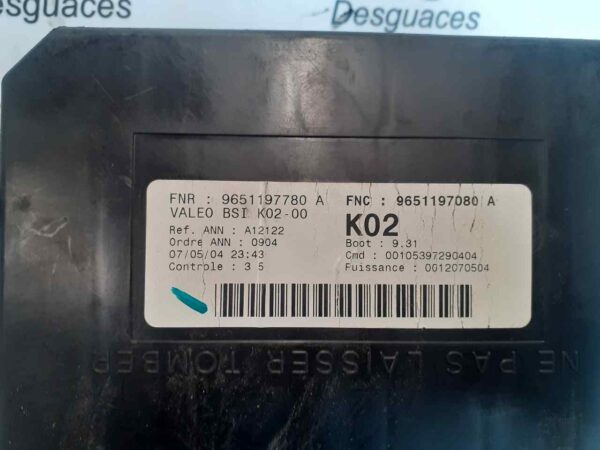 Desguaces
Desguaces
FNR : 9651197780 A
FNC : 9651197080 A
VALEO BSI K02-00
K02
Ref. ANN : A12122
Ordre ANN : 0904
Boot : 9.31
07/05/04 23:43
Cmd : 00105397290404
Controle : 3 5
Fuissance : 0012070504
NE PAS LAISSER TOMBER